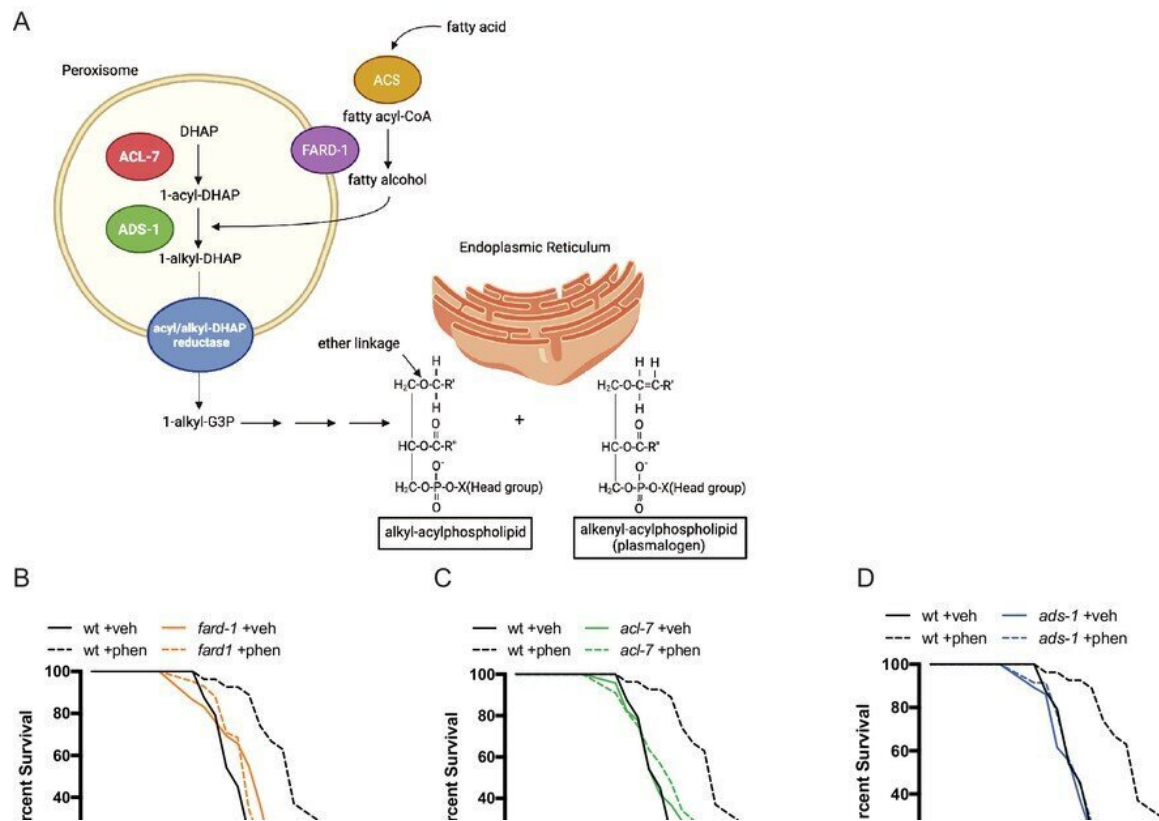 A
fatty acid
Peroxisome
ACS
fatty acyl-CoA
DHAP
ACL-7
FARD-1
fatty alcohol
1-acyl-DHAP
ADS-1
1-alkyl-DHAP
Endoplasmic Reticulum
acyl/alkyl-DHAP
reductase
ether linkage
H
H₂C-O-C-R'
H
O
HC-O-C-R"
O⁻
H₂C-O-P-O-X(Head group)
O
alkyl-acylphospholipid
1-alkyl-G3P
+
H H
H₂C-O-C=C-R'
H
O
HC-O-C-R"
O⁻
H₂C-O-P-O-X(Head group)
O
alkenyl-acylphospholipid
(plasmalogen)
B
wt +veh
fard-1 +veh
wt +phen
fard1 +phen
100
80
60
40
C
wt +veh
acl-7 +veh
wt +phen
acl-7 +phen
100
80
60
40
Survival
D
wt +veh
ads-1 +veh
wt +phen
ads-1 +phen
100
80
60
40
Survival
Survival